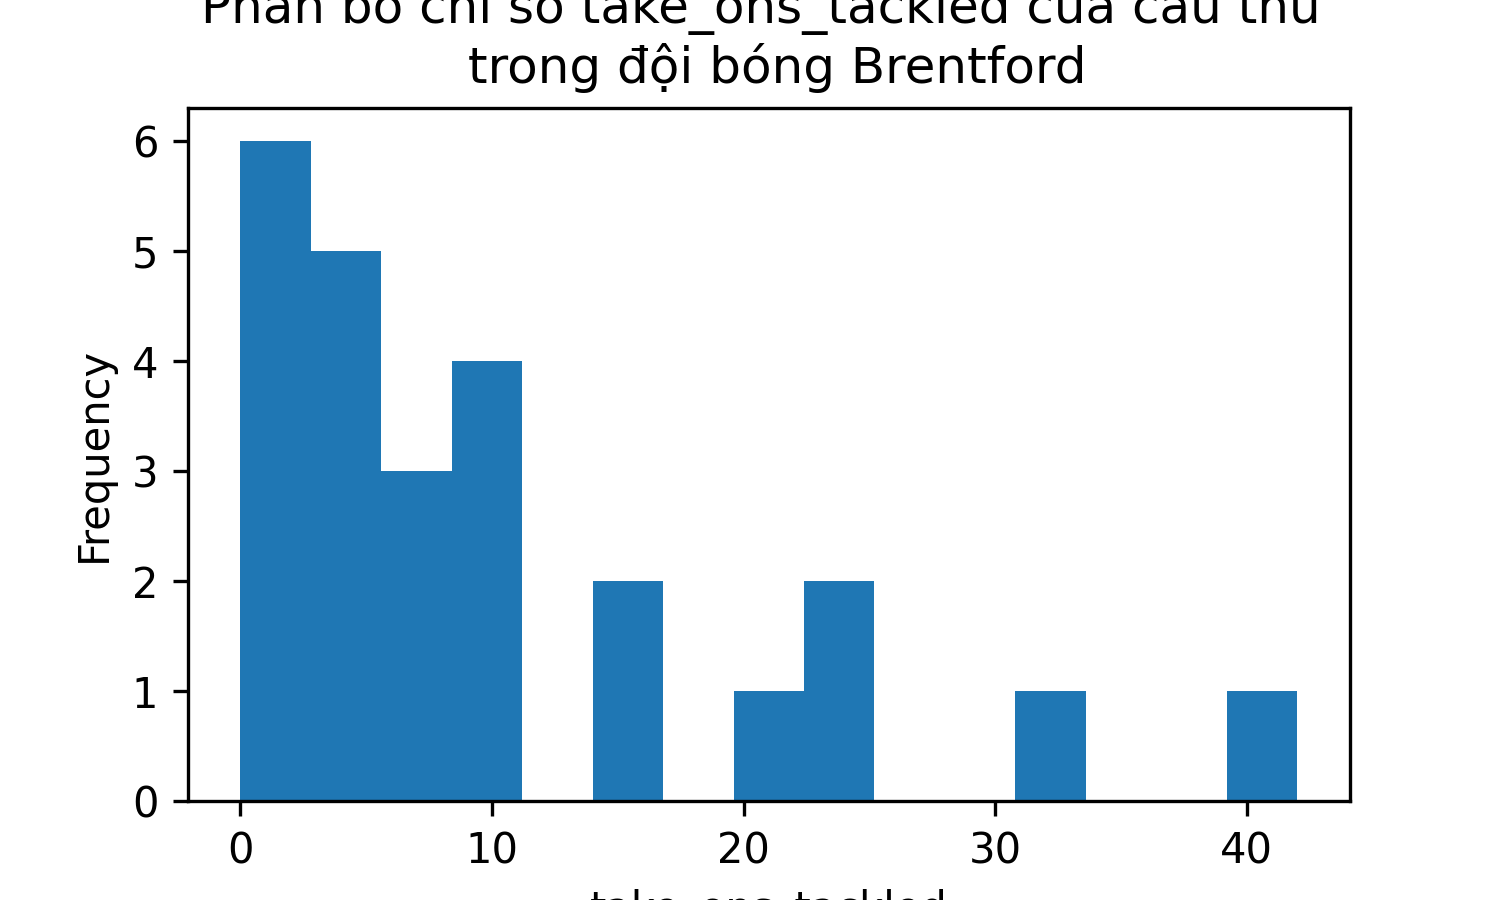 Phân bố chỉ số take_ons_tackled của cầu thủ
trong đội bóng Brentford
6
5
4
3
2
1
0
Frequency
0 10 20 30 40
take_ons_tackled